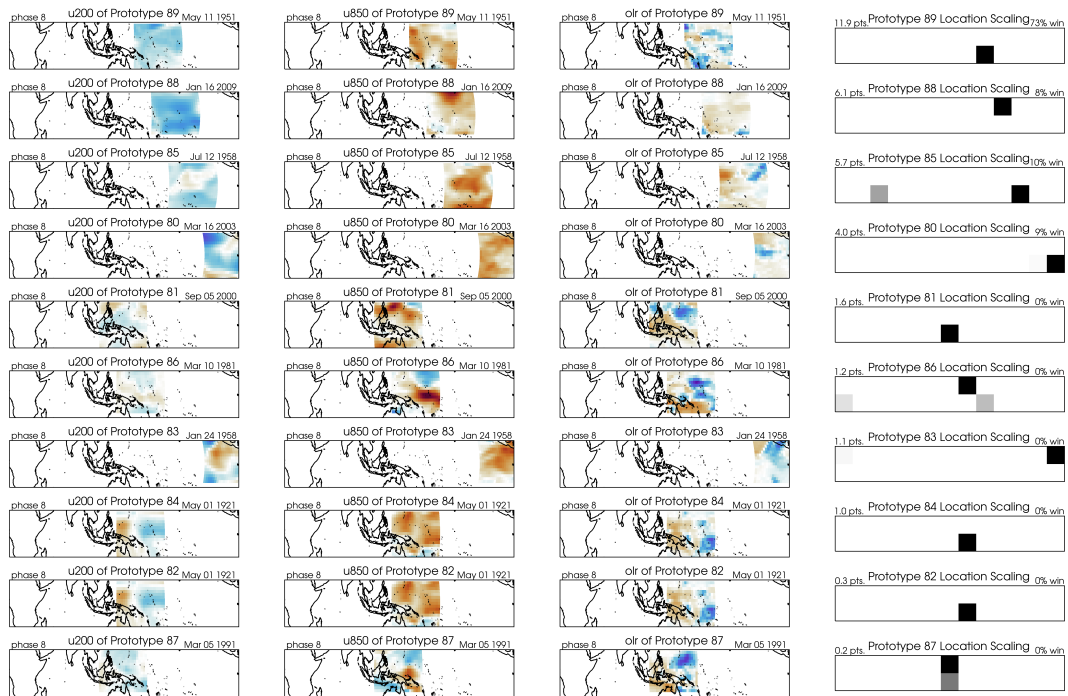 u200 of Prototype 89 u850 of Prototype 89 olr of Prototype 89 Prototype 89 Location Scaling
phase 8 May 11 1951 phase 8 May 11 1951 phase 8 May 11 1951 11.9 pts. 73% win
u200 of Prototype 88 u850 of Prototype 88 olr of Prototype 88 Prototype 88 Location Scaling
phase 8 Jan 16 2009 phase 8 Jan 16 2009 phase 8 Jan 16 2009 6.1 pts. 8% win
u200 of Prototype 85 u850 of Prototype 85 olr of Prototype 85 Prototype 85 Location Scaling
phase 8 Jul 12 1958 phase 8 Jul 12 1958 phase 8 Jul 12 1958 5.7 pts. 10% win
u200 of Prototype 80 u850 of Prototype 80 olr of Prototype 80 Prototype 80 Location Scaling
phase 8 Mar 16 2003 phase 8 Mar 16 2003 phase 8 Mar 16 2003 4.0 pts. 9% win
u200 of Prototype 81 u850 of Prototype 81 olr of Prototype 81 Prototype 81 Location Scaling
phase 8 Sep 05 2000 phase 8 Sep 05 2000 phase 8 Sep 05 2000 1.6 pts. 0% win
u200 of Prototype 86 u850 of Prototype 86 olr of Prototype 86 Prototype 86 Location Scaling
phase 8 Mar 10 1981 phase 8 Mar 10 1981 phase 8 Mar 10 1981 1.2 pts. 0% win
u200 of Prototype 83 u850 of Prototype 83 olr of Prototype 83 Prototype 83 Location Scaling
phase 8 Jan 24 1958 phase 8 Jan 24 1958 phase 8 Jan 24 1958 1.1 pts. 0% win
u200 of Prototype 84 u850 of Prototype 84 olr of Prototype 84 Prototype 84 Location Scaling
phase 8 May 01 1921 phase 8 May 01 1921 phase 8 May 01 1921 1.0 pts. 0% win
u200 of Prototype 82 u850 of Prototype 82 olr of Prototype 82 Prototype 82 Location Scaling
phase 8 May 01 1921 phase 8 May 01 1921 phase 8 May 01 1921 0.3 pts. 0% win
u200 of Prototype 87 u850 of Prototype 87 olr of Prototype 87 Prototype 87 Location Scaling
phase 8 Mar 05 1991 phase 8 Mar 05 1991 phase 8 Mar 05 1991 0.2 pts. 0% win